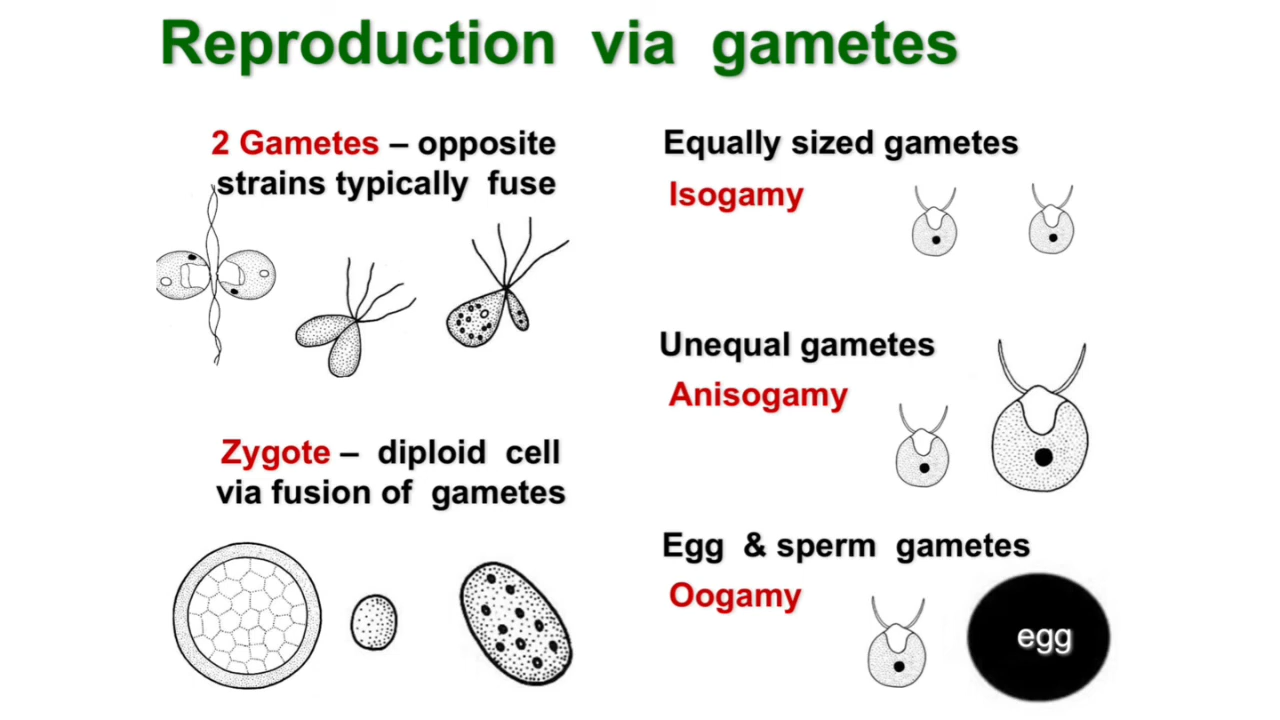 Reproduction via gametes
2 Gametes – opposite
strains typically fuse
Zygote – diploid cell
via fusion of gametes
Equally sized gametes
Isogamy
Unequal gametes
Anisogamy
Egg & sperm gametes
Oogamy
egg